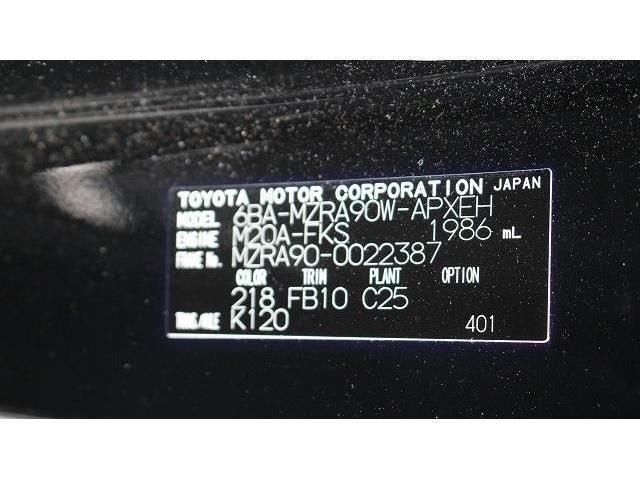 TOYOTA MOTOR CORPORATION JAPAN
MODEL 6BA-MZRA90W-APXEH
ENGINE M20A-FKS 1986 mL
FRAME No. MZRA90-0022387
COLOR TRIM PLANT OPTION
218 FB10 C25
TRANS./AXLE K120 401